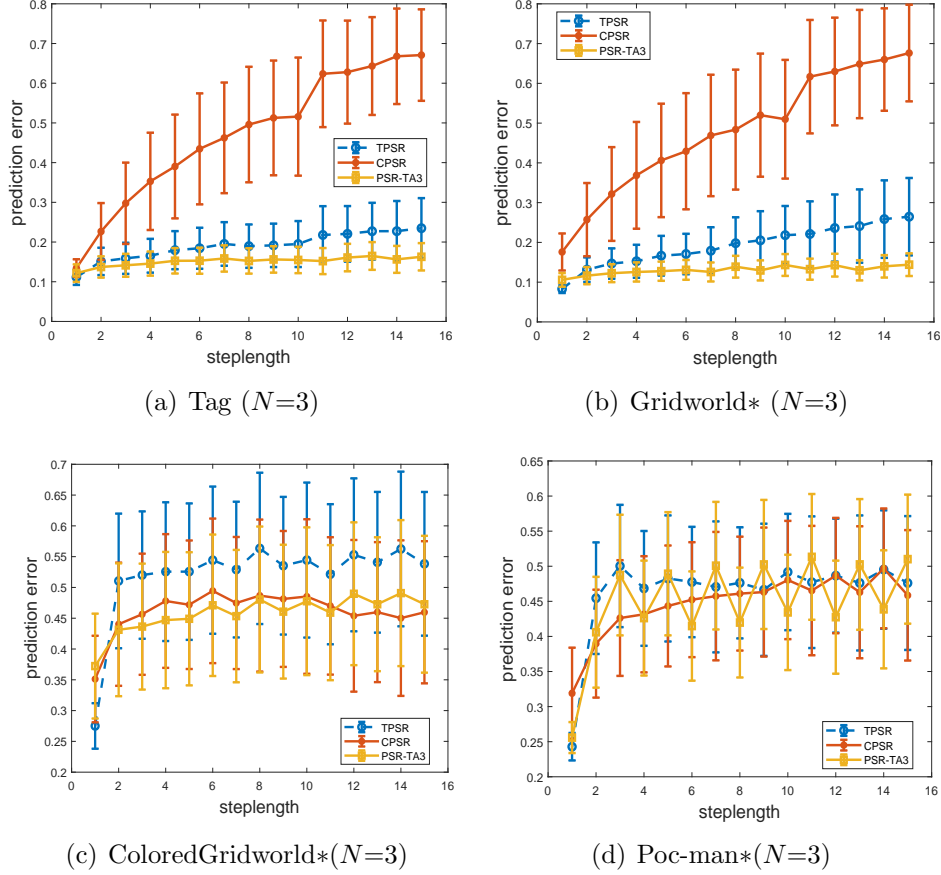 0.8
0.7
0.6
0.5
0.4
0.3
0.2
0.1
0
prediction error
0 2 4 6 8 10 12 14 16
steplength
TPSR
CPSR
PSR-TA3
(a) Tag (N=3)
0.8
0.7
0.6
0.5
0.4
0.3
0.2
0.1
0
prediction error
0 2 4 6 8 10 12 14 16
steplength
TPSR
CPSR
PSR-TA3
(b) Gridworld∗ (N=3)
0.7
0.65
0.6
0.55
0.5
0.45
0.4
0.35
0.3
0.25
0.2
prediction error
0 2 4 6 8 10 12 14 16
steplength
TPSR
CPSR
PSR-TA3
(c) ColoredGridworld∗(N=3)
0.65
0.6
0.55
0.5
0.45
0.4
0.35
0.3
0.25
0.2
prediction error
0 2 4 6 8 10 12 14 16
steplength
TPSR
CPSR
PSR-TA3
(d) Poc-man∗(N=3)